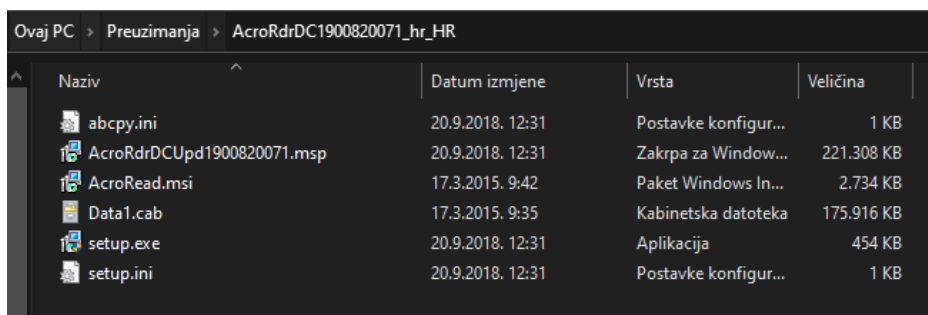 Ovaj PC > Preuzimanja > AcroRdrDC1900820071_hr_HR
Naziv Datum izmjene Vrsta Veličina
abcpy.ini 20.9.2018. 12:31 Postavke konfigur... 1 KB
AcroRdrDCUpd1900820071.msp 20.9.2018. 12:31 Zakrpa za Window... 221.308 KB
AcroRead.msi 17.3.2015. 9:42 Paket Windows In... 2.734 KB
Data1.cab 17.3.2015. 9:35 Kabinetska datoteka 175.916 KB
setup.exe 20.9.2018. 12:31 Aplikacija 454 KB
setup.ini 20.9.2018. 12:31 Postavke konfigur... 1 KB